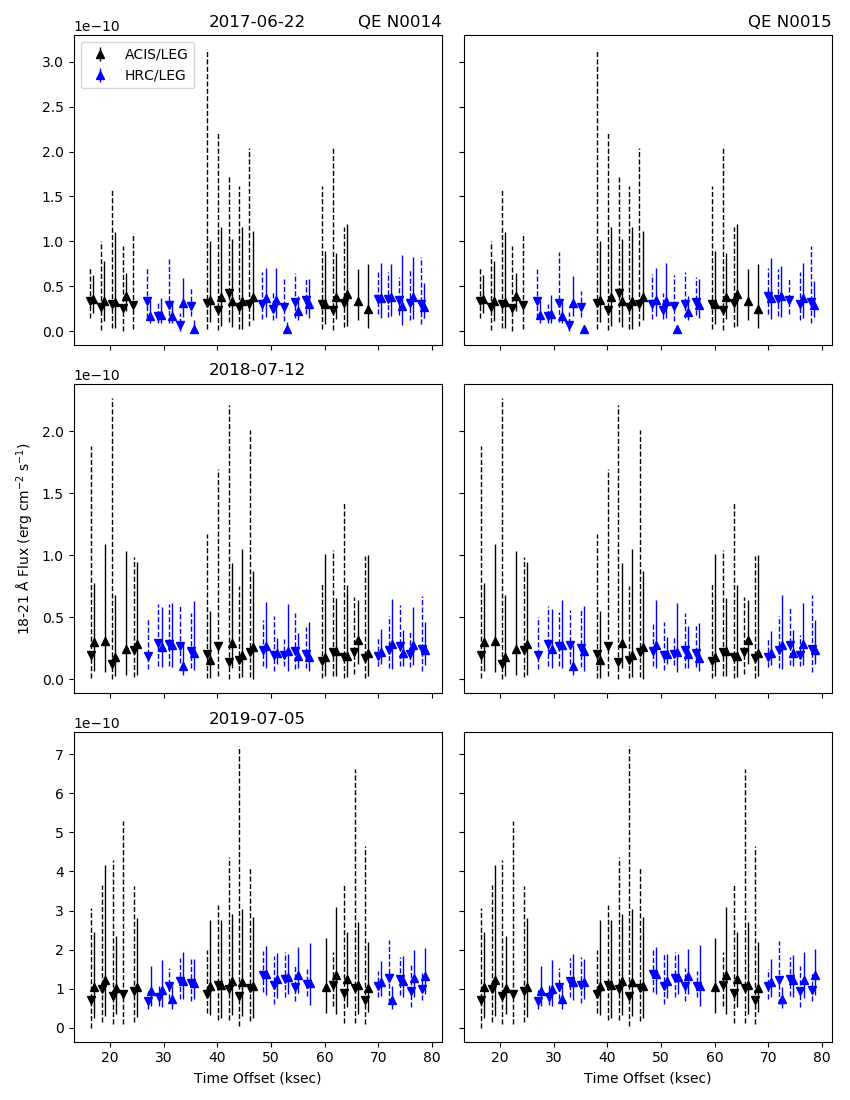 2017-06-22 QE N0014 QE N0015
1e−10
ACIS/LEG
HRC/LEG
3.0
2.5
2.0
1.5
1.0
0.5
0.0
2018-07-12
1e−10
2.0
1.5
1.0
0.5
0.0
18-21 Å Flux (erg cm⁻² s⁻¹)
2019-07-05
1e−10
7
6
5
4
3
2
1
0
20 30 40 50 60 70 80 20 30 40 50 60 70 80
Time Offset (ksec) Time Offset (ksec)